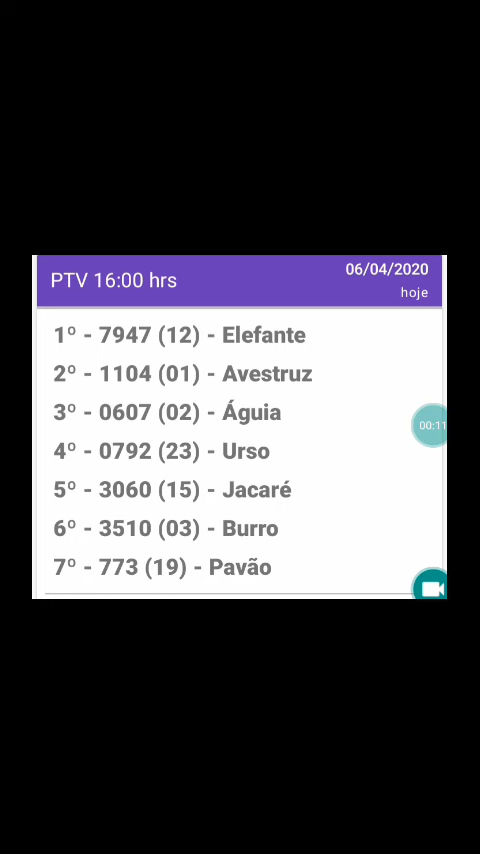 PTV 16:00 hrs
06/04/2020
hoje
1º - 7947 (12) - Elefante
2º - 1104 (01) - Avestruz
3º - 0607 (02) - Águia
4º - 0792 (23) - Urso
00:11
5º - 3060 (15) - Jacaré
6º - 3510 (03) - Burro
7º - 773 (19) - Pavão